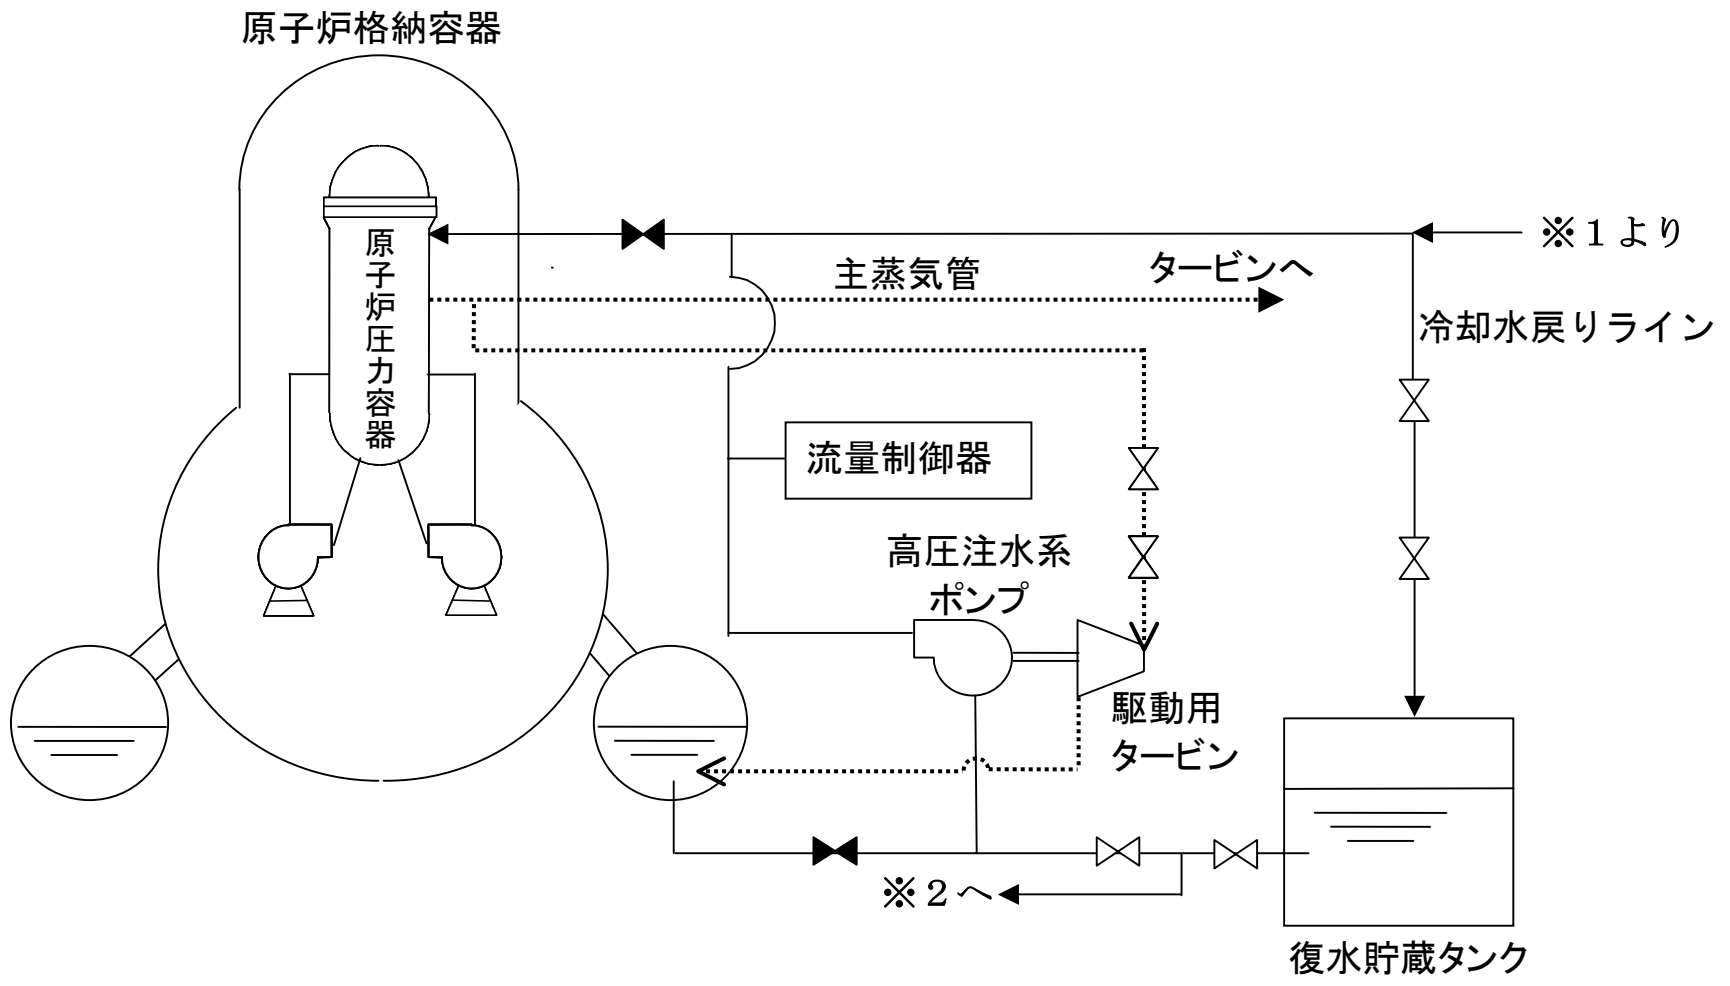 原子炉格納容器
原子炉圧力容器
※1より
主蒸気管
タービンへ
冷却水戻りライン
流量制御器
高圧注水系
ポンプ
駆動用
タービン
※2へ
復水貯蔵タンク